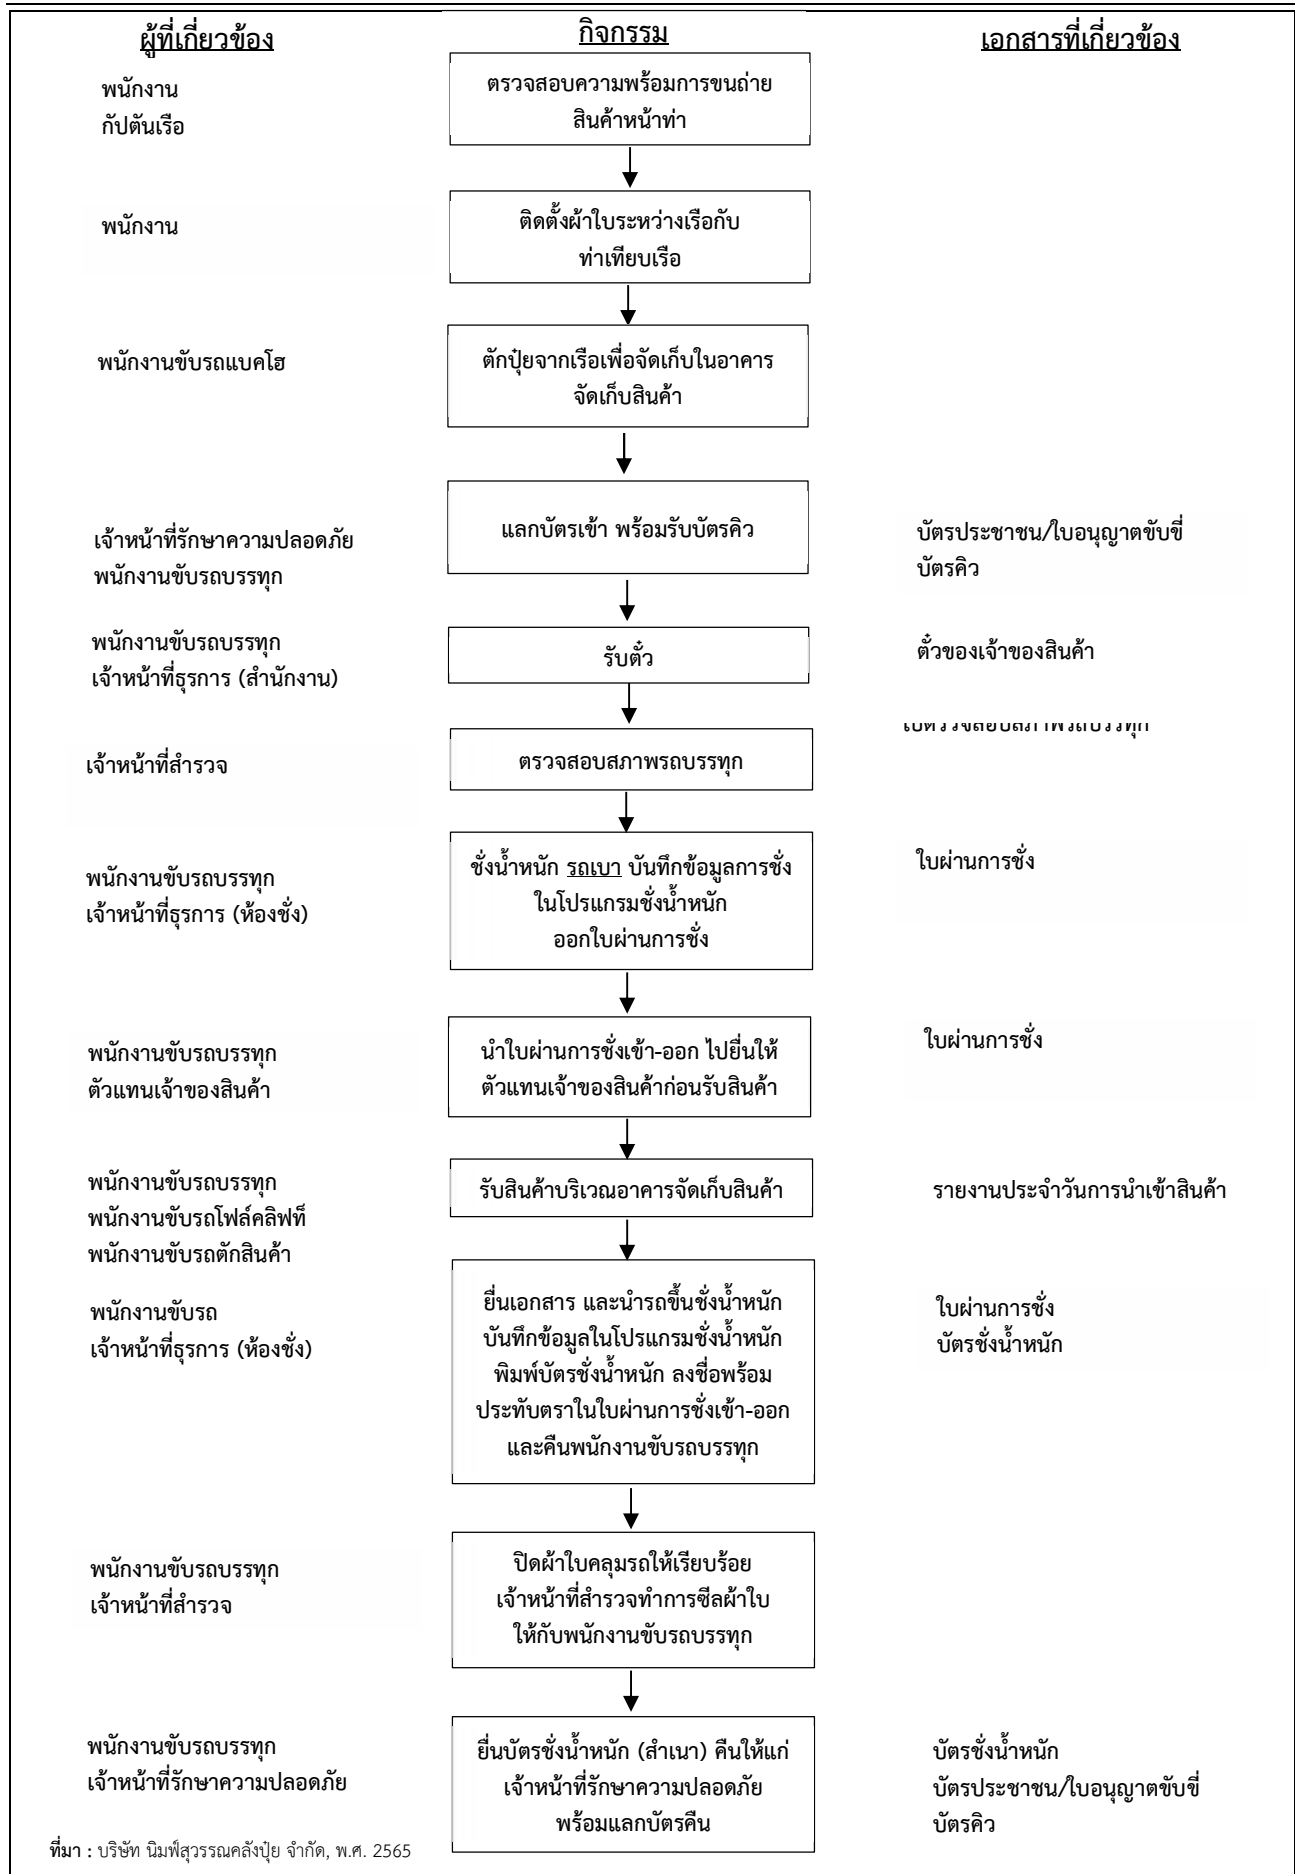 ผู้ที่เกี่ยวข้อง
กิจกรรม
เอกสารที่เกี่ยวข้อง
พนักงาน
กัปตันเรือ
ตรวจสอบความพร้อมการขนถ่าย
สินค้าหน้าท่า
พนักงาน
ติดตั้งผ้าใบระหว่างเรือกับ
ท่าเทียบเรือ
พนักงานขับรถแบคโฮ
ตักปุ๋ยจากเรือเพื่อจัดเก็บในอาคาร
จัดเก็บสินค้า
เจ้าหน้าที่รักษาความปลอดภัย
พนักงานขับรถบรรทุก
แลกบัตรเข้า พร้อมรับบัตรคิว
บัตรประชาชน/ใบอนุญาตขับขี่
บัตรคิว
พนักงานขับรถบรรทุก
เจ้าหน้าที่ธุรการ (สำนักงาน)
รับตั๋ว
ตั๋วของเจ้าของสินค้า
เจ้าหน้าที่สำรวจ
ตรวจสอบสภาพรถบรรทุก
พนักงานขับรถบรรทุก
เจ้าหน้าที่ธุรการ (ห้องชั่ง)
ชั่งน้ำหนัก รถเบา บันทึกข้อมูลการชั่ง
ในโปรแกรมชั่งน้ำหนัก
ออกใบผ่านการชั่ง
ใบผ่านการชั่ง
พนักงานขับรถบรรทุก
ตัวแทนเจ้าของสินค้า
นำใบผ่านการชั่งเข้า-ออก ไปยื่นให้
ตัวแทนเจ้าของสินค้าก่อนรับสินค้า
ใบผ่านการชั่ง
พนักงานขับรถบรรทุก
พนักงานขับรถโฟล์คลิฟท์
พนักงานขับรถตักสินค้า
รับสินค้าบริเวณอาคารจัดเก็บสินค้า
รายงานประจำวันการนำเข้าสินค้า
พนักงานขับรถ
เจ้าหน้าที่ธุรการ (ห้องชั่ง)
ยื่นเอกสาร และนำรถขึ้นชั่งน้ำหนัก
บันทึกข้อมูลในโปรแกรมชั่งน้ำหนัก
พิมพ์บัตรชั่งน้ำหนัก ลงชื่อพร้อม
ประทับตราในใบผ่านการชั่งเข้า-ออก
และคืนพนักงานขับรถบรรทุก
ใบผ่านการชั่ง
บัตรชั่งน้ำหนัก
พนักงานขับรถบรรทุก
เจ้าหน้าที่สำรวจ
ปิดผ้าใบคลุมรถให้เรียบร้อย
เจ้าหน้าที่สำรวจทำการซีลผ้าใบ
ให้กับพนักงานขับรถบรรทุก
พนักงานขับรถบรรทุก
เจ้าหน้าที่รักษาความปลอดภัย
ยื่นบัตรชั่งน้ำหนัก (สำเนา) คืนให้แก่
เจ้าหน้าที่รักษาความปลอดภัย
พร้อมแลกบัตรคืน
บัตรชั่งน้ำหนัก
บัตรประชาชน/ใบอนุญาตขับขี่
บัตรคิว
ที่มา : บริษัท นิมฟ์สุวรรณคลังปุ๋ย จำกัด, พ.ศ. 2565